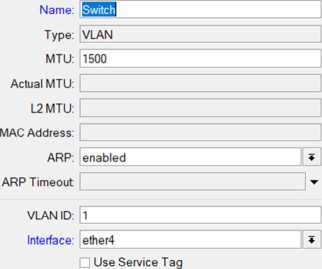 Name: Switch
Type: VLAN
MTU: 1500
Actual MTU:
L2 MTU:
MAC Address:
ARP: enabled
ARP Timeout:
VLAN ID: 1
Interface: ether4
Use Service Tag